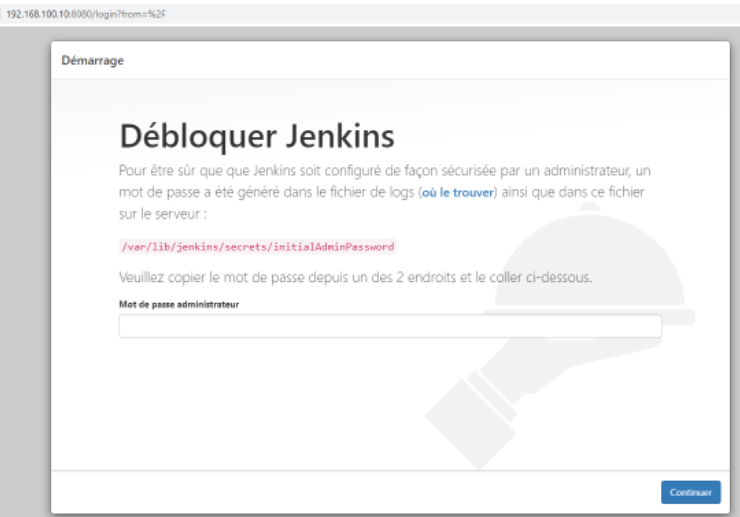 192.168.100.10:8080/login?from=%2F
Démarrage
Débloquer Jenkins
Pour être sûr que que Jenkins soit configuré de façon sécurisée par un administrateur, un
mot de passe a été généré dans le fichier de logs (où le trouver) ainsi que dans ce fichier
sur le serveur :
/var/lib/jenkins/secrets/initialAdminPassword
Veuillez copier le mot de passe depuis un des 2 endroits et le coller ci-dessous.
Mot de passe administrateur
Continuer